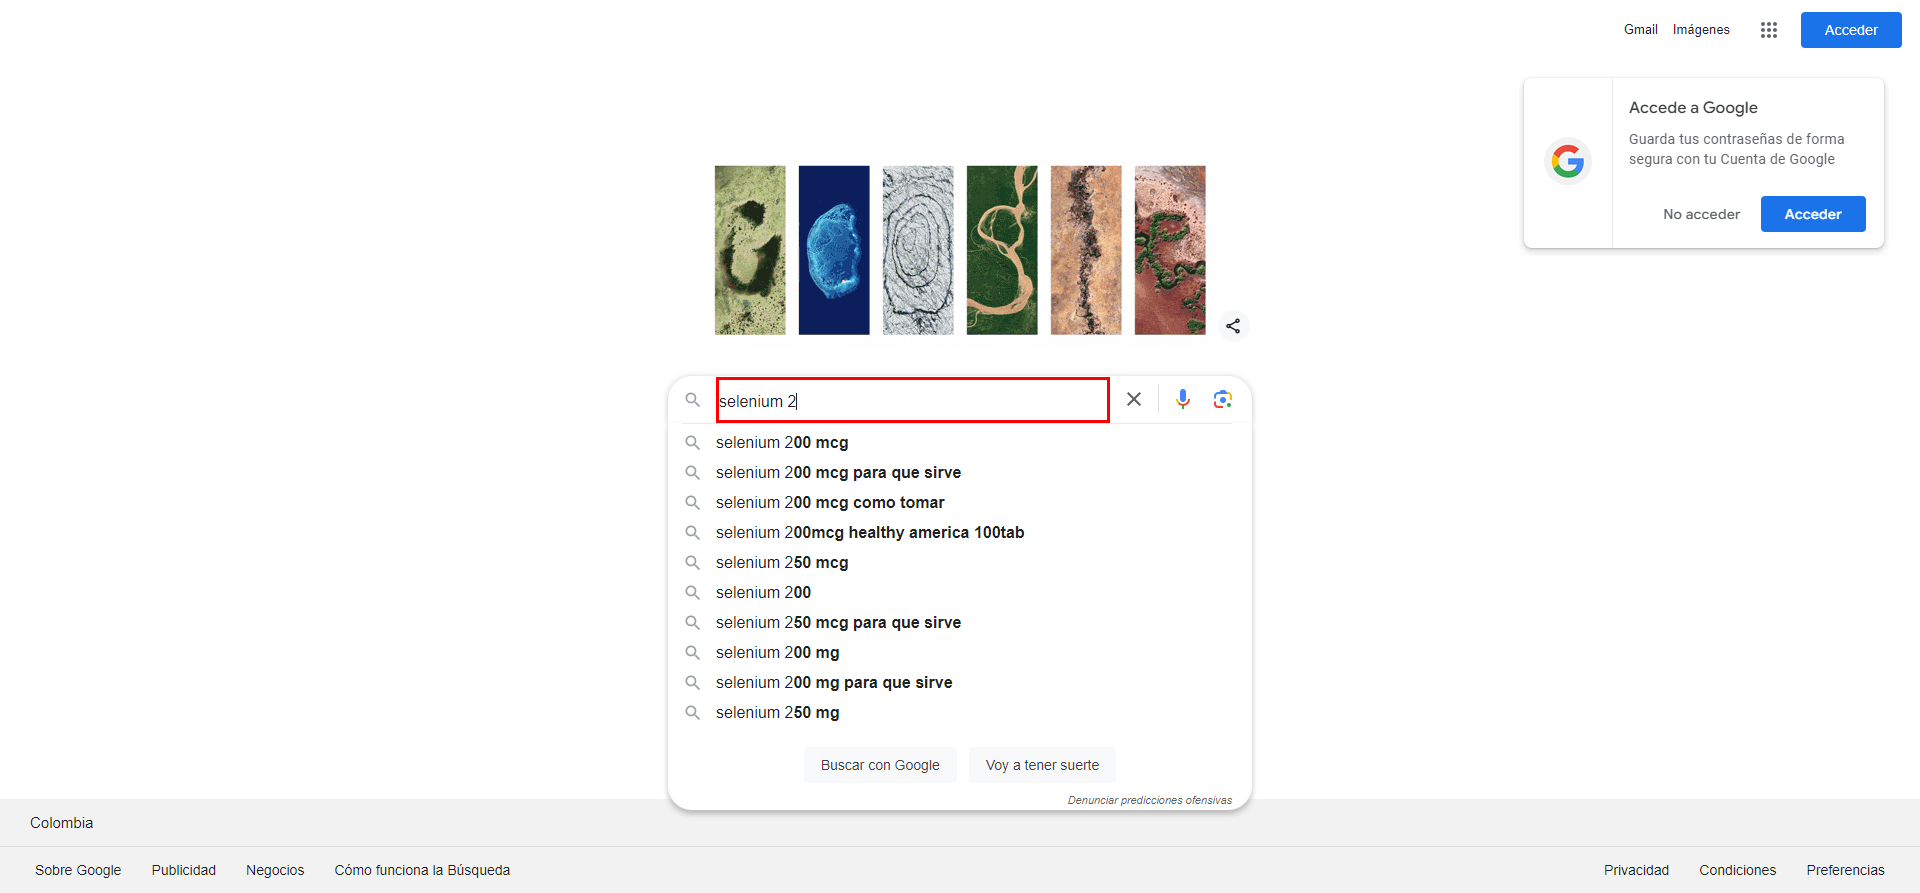 Gmail Imágenes Acceder
Accede a Google
Guarda tus contraseñas de forma
segura con tu Cuenta de Google
No acceder Acceder
selenium 2
selenium 200 mcg
selenium 200 mcg para que sirve
selenium 200 mcg como tomar
selenium 200mcg healthy america 100tab
selenium 250 mcg
selenium 200
selenium 250 mcg para que sirve
selenium 200 mg
selenium 200 mg para que sirve
selenium 250 mg
Buscar con Google Voy a tener suerte
Denunciar predicciones ofensivas
Colombia
Sobre Google Publicidad Negocios Cómo funciona la Búsqueda Privacidad Condiciones Preferencias